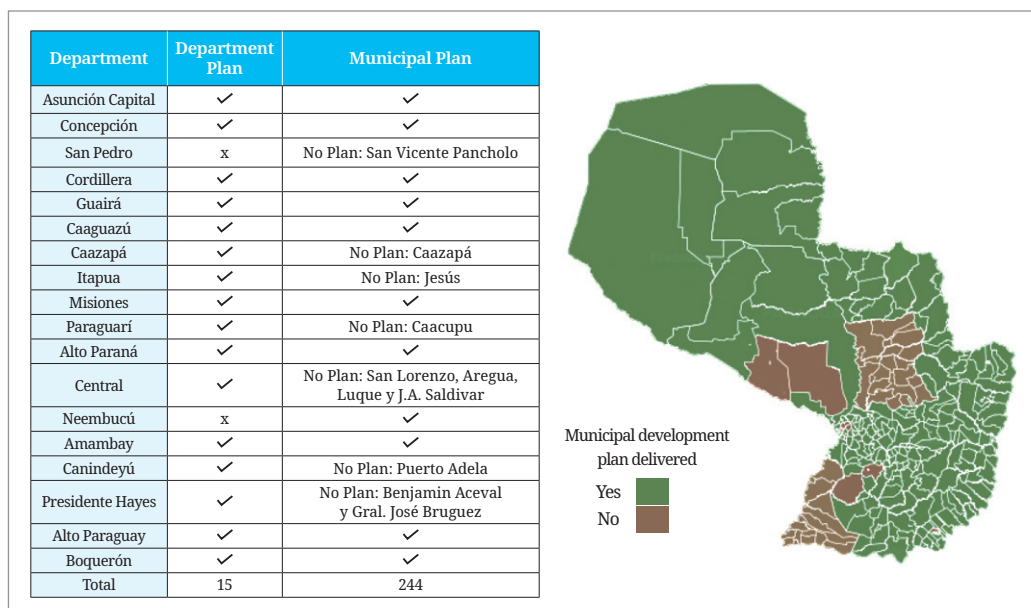 Department Department Plan Municipal Plan
Asunción Capital ✓ ✓
Concepción ✓ ✓
San Pedro x No Plan: San Vicente Pancholo
Cordillera ✓ ✓
Guairá ✓ ✓
Caaguazú ✓ ✓
Caazapá ✓ No Plan: Caazapá
Itapua ✓ No Plan: Jesús
Misiones ✓ ✓
Paraguarí ✓ No Plan: Caacupu
Alto Paraná ✓ ✓
Central ✓ No Plan: San Lorenzo, Aregua,
Luque y J.A. Saldivar
Neembucú x ✓
Amambay ✓ ✓
Canindeyú ✓ No Plan: Puerto Adela
Presidente Hayes ✓ No Plan: Benjamin Aceval
y Gral. José Bruguez
Alto Paraguay ✓ ✓
Boquerón ✓ ✓
Total 15 244
Municipal development
plan delivered
Yes
No